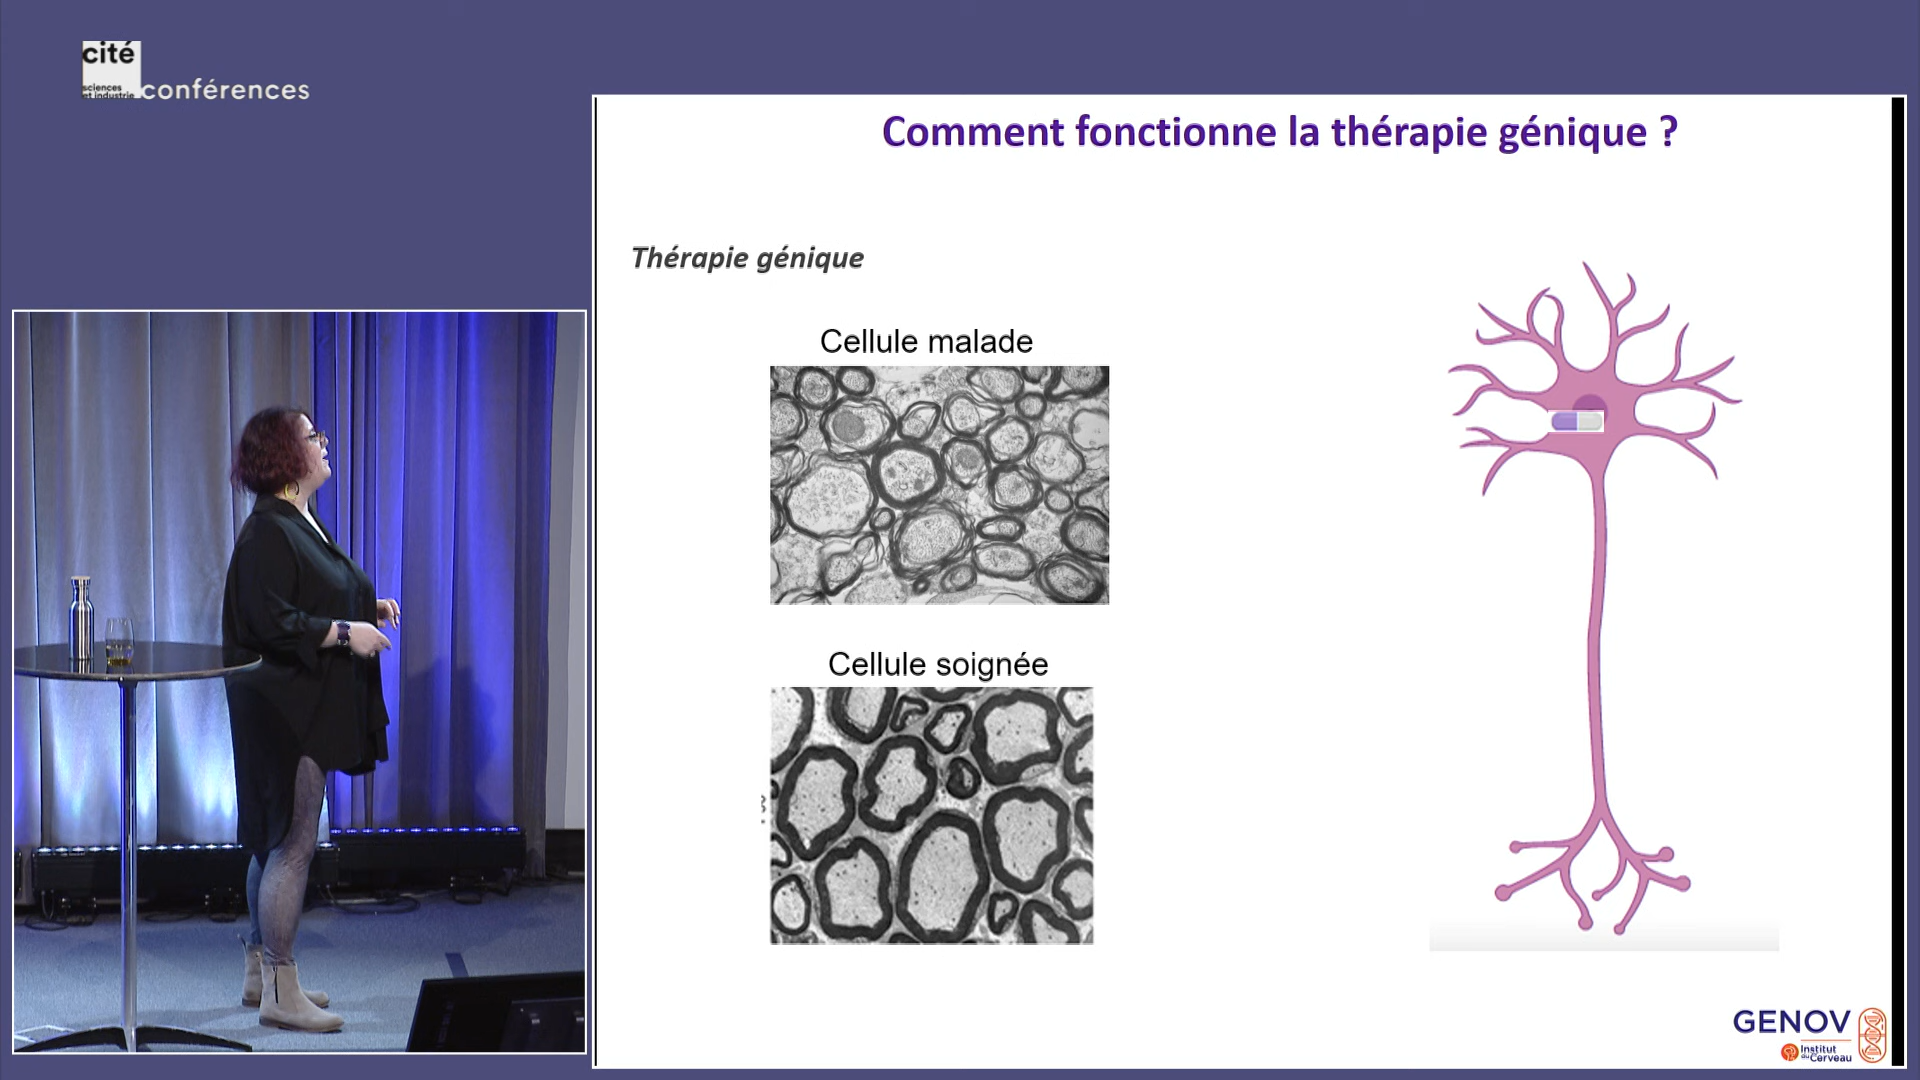 cité
sciences
et industrie
conférences
Comment fonctionne la thérapie génique ?
Thérapie génique
Cellule malade
Cellule soignée
GENOV
Institut
du Cerveau